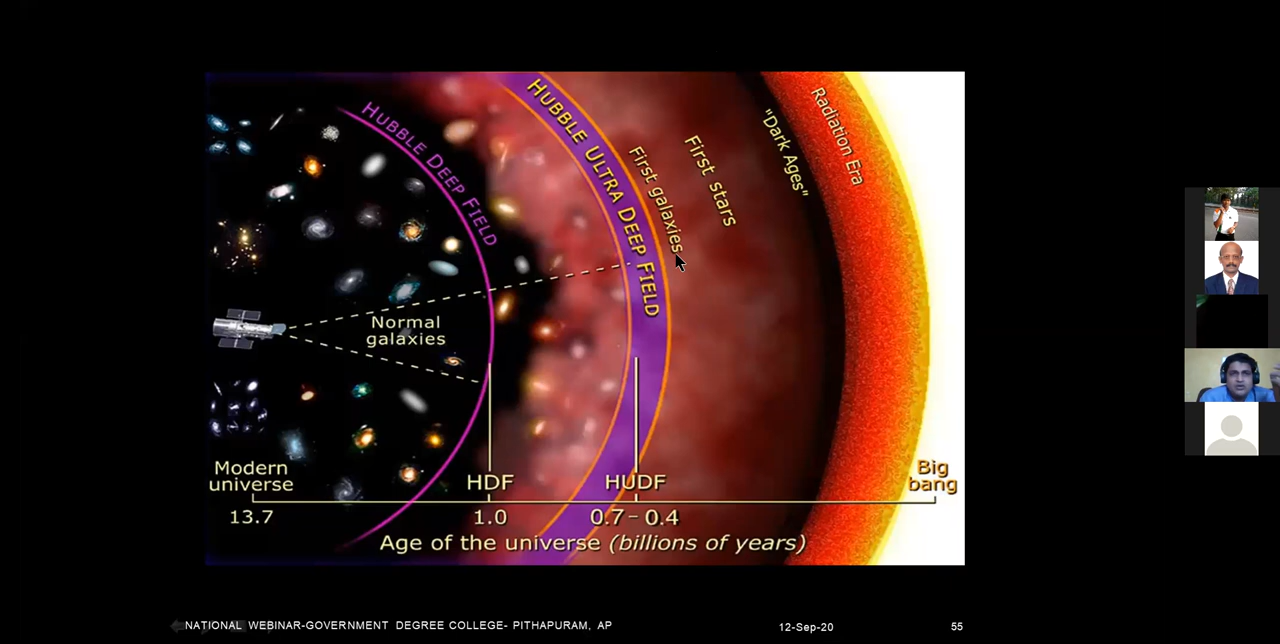 HUBBLE DEEP FIELD
HUBBLE ULTRA DEEP FIELD
First galaxies
First stars
"Dark Ages"
Radiation Era
Normal
galaxies
Modern
universe
HDF
HUDF
Big
bang
13.7
1.0
0.7 - 0.4
Age of the universe (billions of years)
NATIONAL WEBINAR-GOVERNMENT DEGREE COLLEGE- PITHAPURAM, AP
12-Sep-20
55